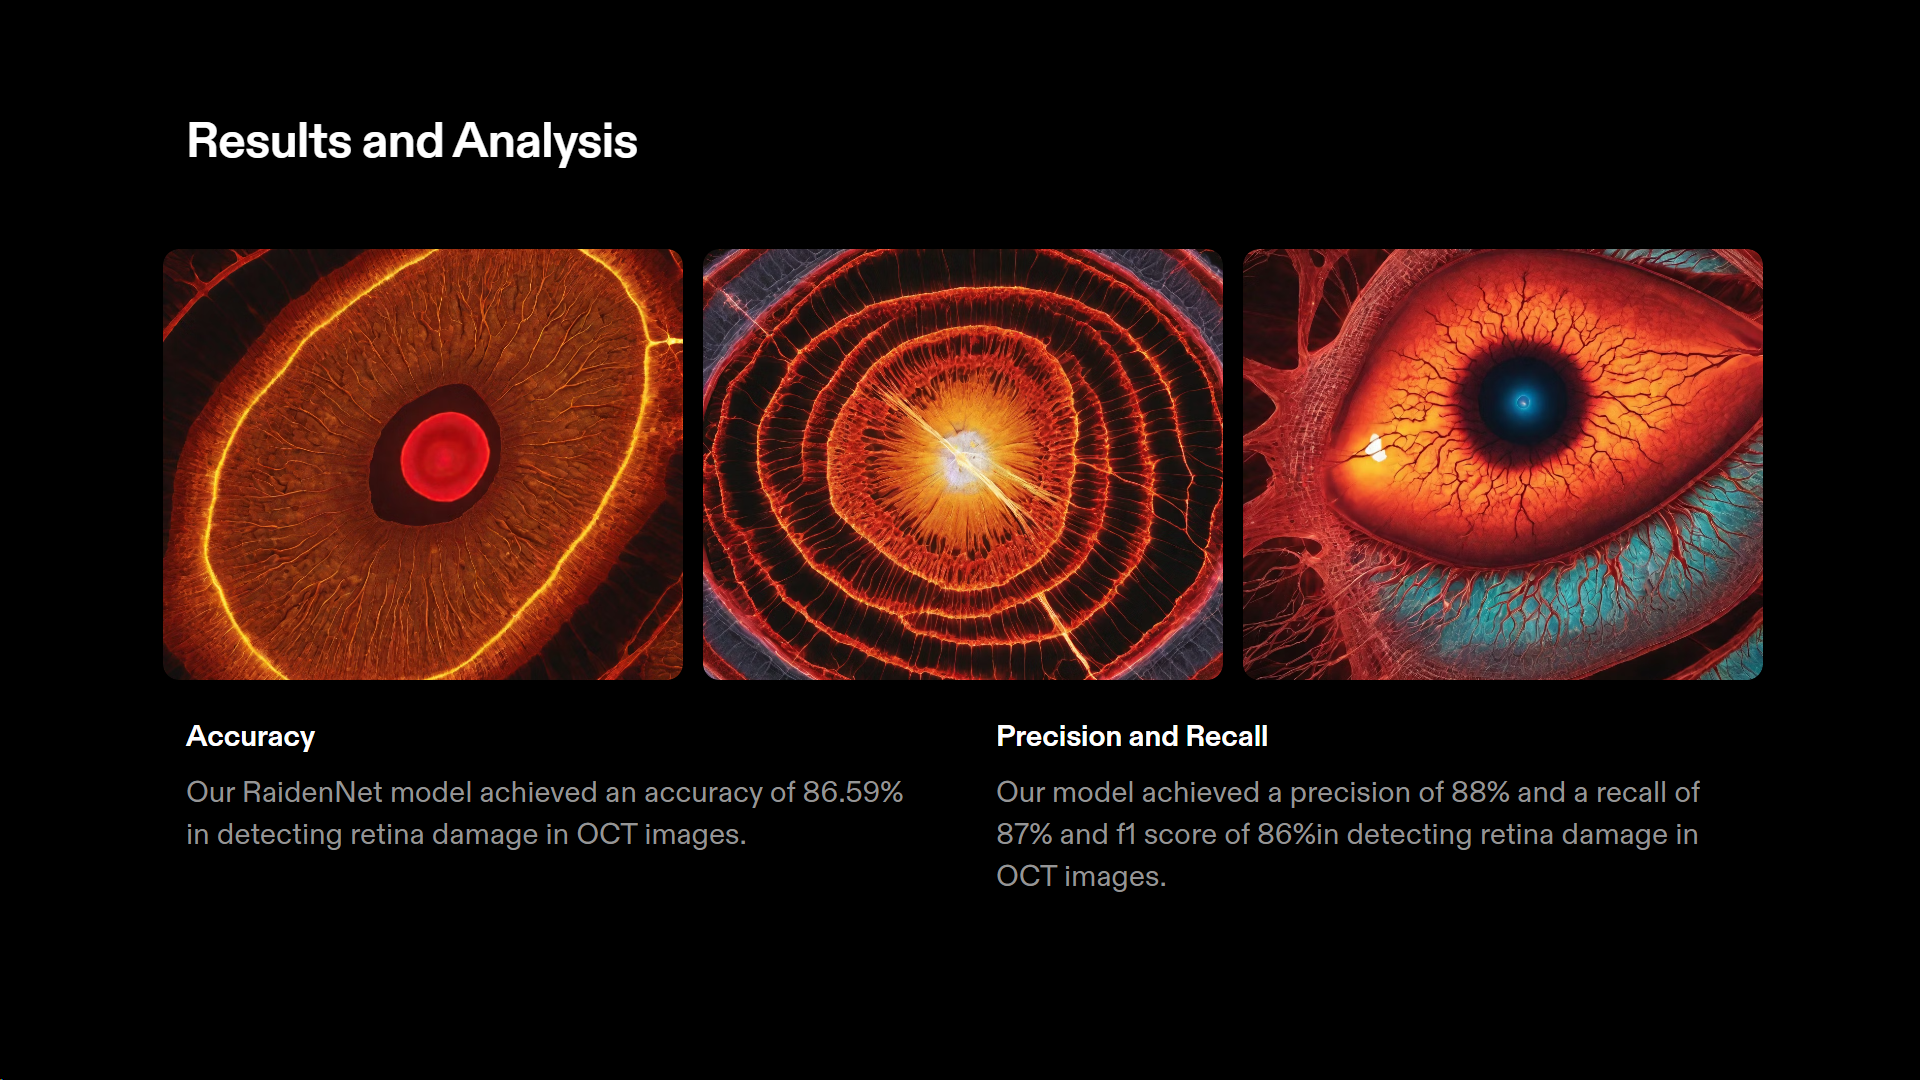 Results and Analysis
Accuracy
Our RaidenNet model achieved an accuracy of 86.59%
in detecting retina damage in OCT images.
Precision and Recall
Our model achieved a precision of 88% and a recall of
87% and f1 score of 86%in detecting retina damage in
OCT images.